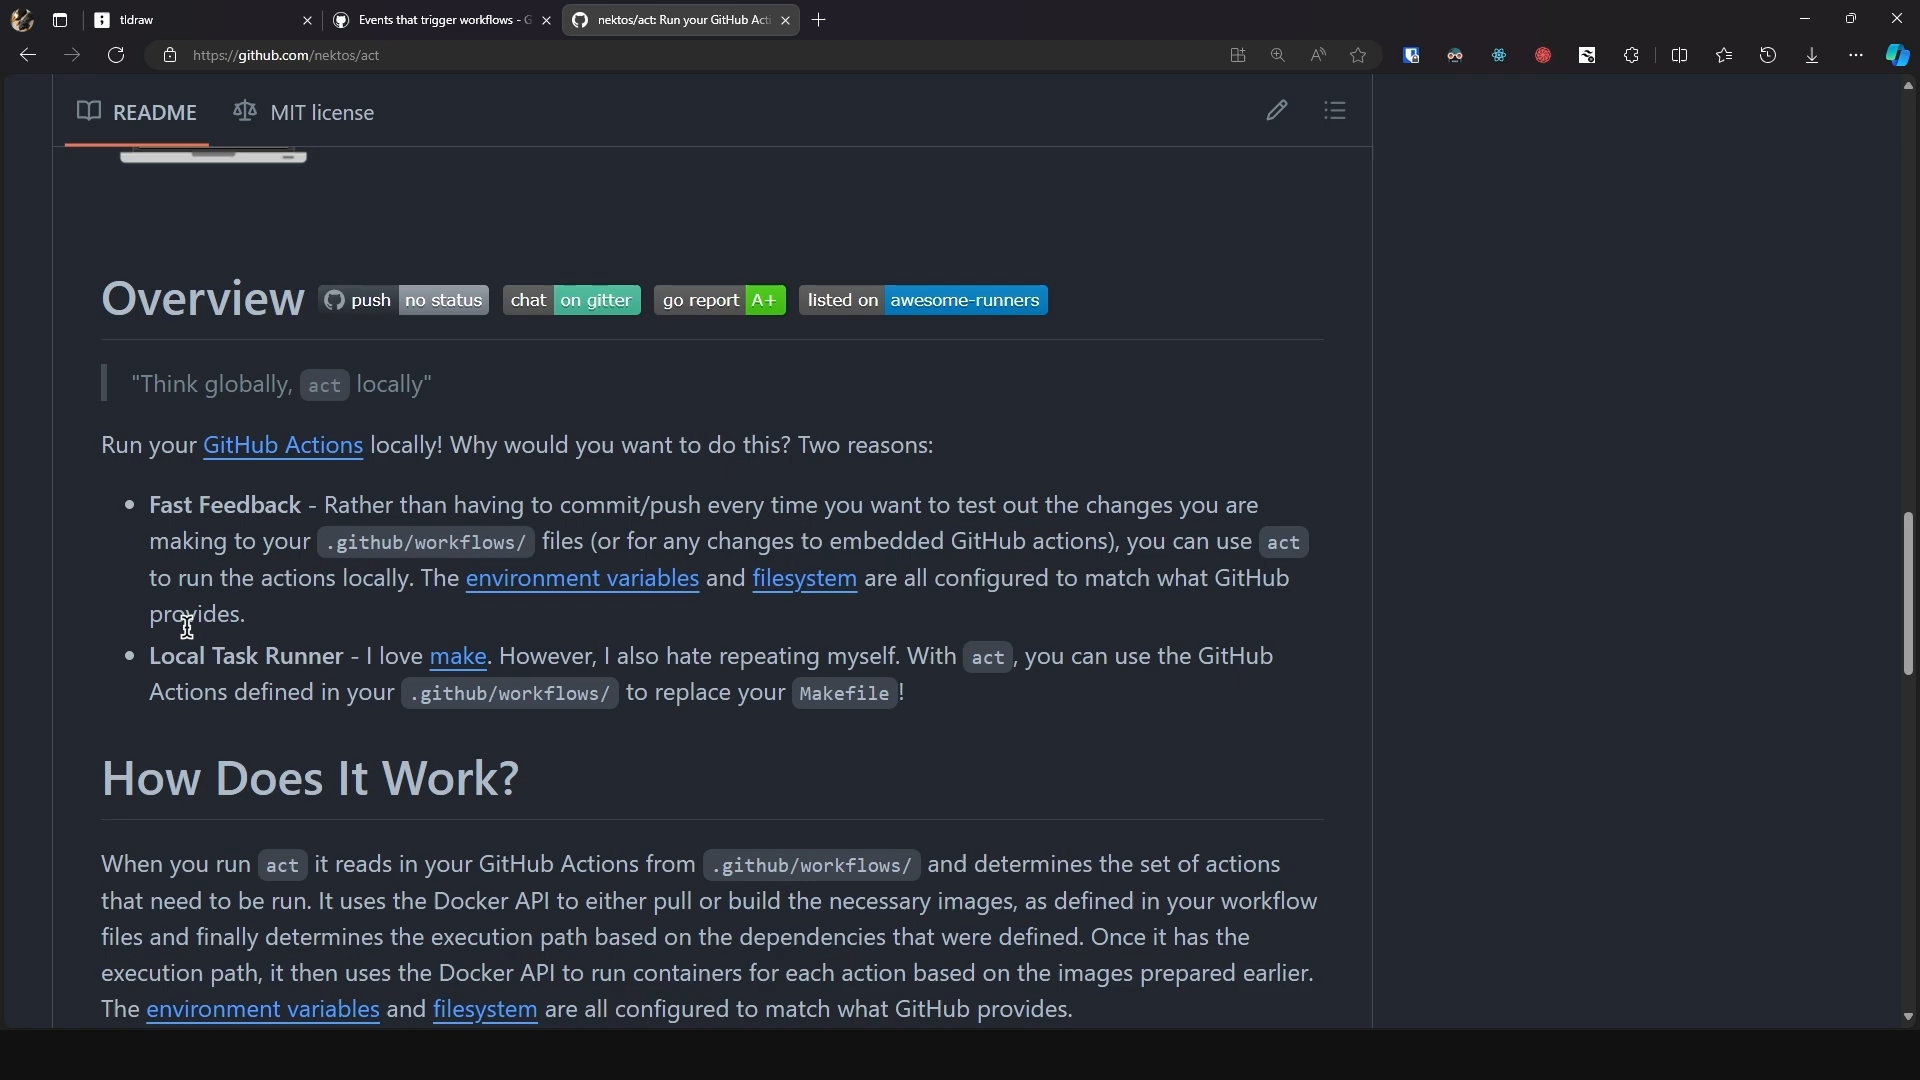 tldraw
Events that trigger workflows - G
nektos/act: Run your GitHub Acti
https://github.com/nektos/act
README
MIT license
Overview
push no status
chat on gitter
go report A+
listed on awesome-runners
"Think globally, act locally"
Run your GitHub Actions locally! Why would you want to do this? Two reasons:
• Fast Feedback - Rather than having to commit/push every time you want to test out the changes you are
making to your .github/workflows/ files (or for any changes to embedded GitHub actions), you can use act
to run the actions locally. The environment variables and filesystem are all configured to match what GitHub
provides.
• Local Task Runner - I love make. However, I also hate repeating myself. With act, you can use the GitHub
Actions defined in your .github/workflows/ to replace your Makefile!
How Does It Work?
When you run act it reads in your GitHub Actions from .github/workflows/ and determines the set of actions
that need to be run. It uses the Docker API to either pull or build the necessary images, as defined in your workflow
files and finally determines the execution path based on the dependencies that were defined. Once it has the
execution path, it then uses the Docker API to run containers for each action based on the images prepared earlier.
The environment variables and filesystem are all configured to match what GitHub provides.